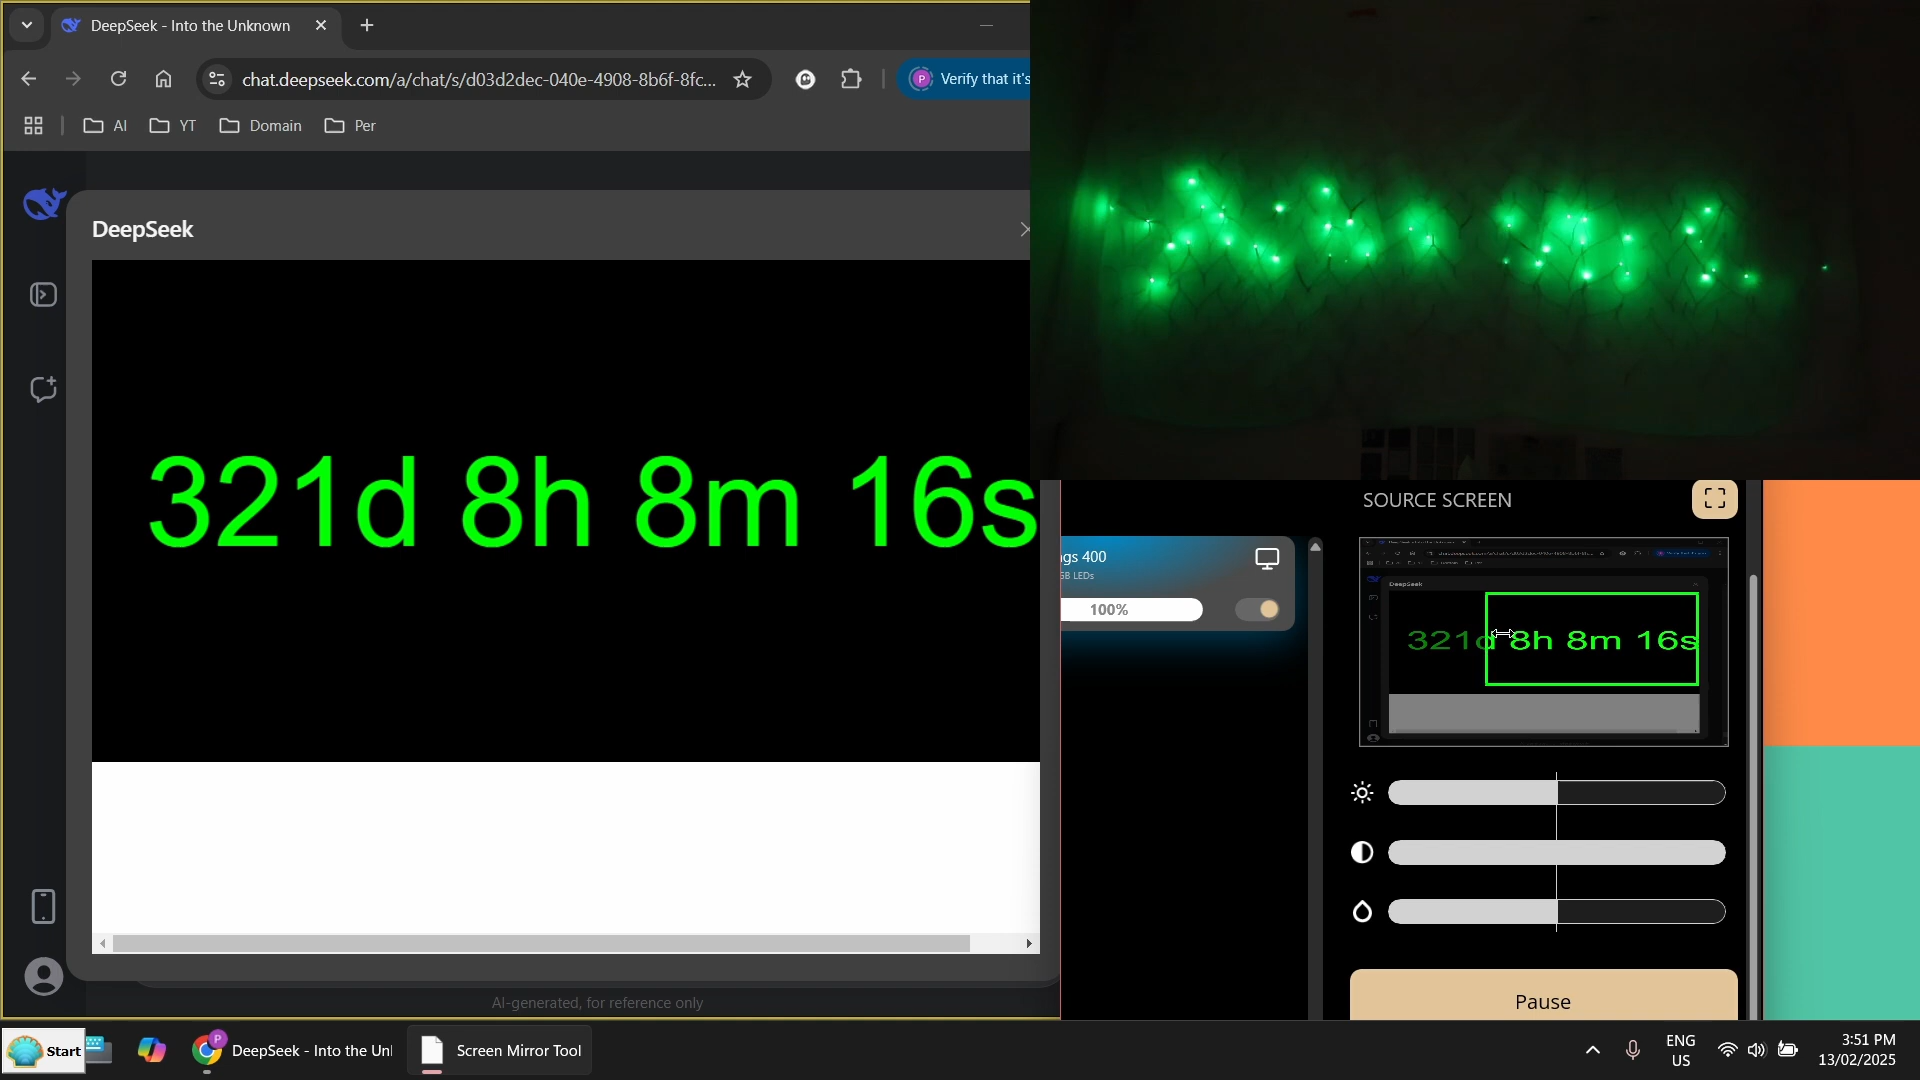 DeepSeek - Into the Unknown
chat.deepseek.com/a/chat/s/d03d2dec-040e-4908-8b6f-8fc...
P
Verify that it's
AI
YT
Domain
Per
DeepSeek
321d 8h 8m 16s
SOURCE SCREEN
gs 400
GB LEDs
100%
DeepSeek
321d 8h 8m 16s
Pause
AI-generated, for reference only
Start
P
DeepSeek - Into the Un
Screen Mirror Tool
ENG
US
3:51 PM
13/02/2025